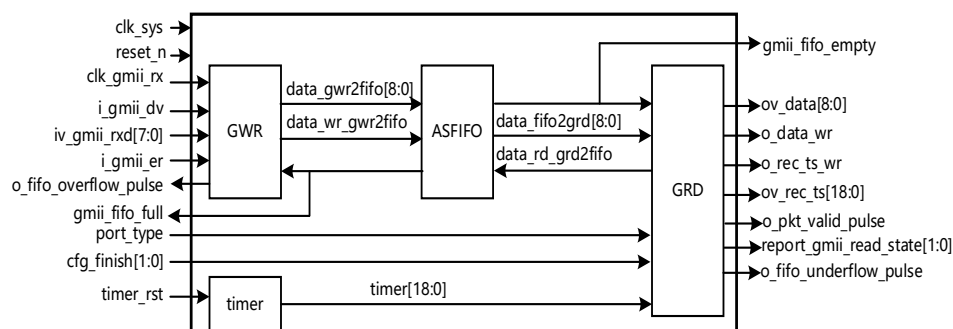 clk_sys
reset_n
clk_gmii_rx
i_gmii_dv
iv_gmii_rxd[7:0]
i_gmii_er
o_fifo_overflow_pulse
gmii_fifo_full
port_type
cfg_finish[1:0]
timer_rst
GWR
data_gwr2fifo[8:0]
data_wr_gwr2fifo
ASFIFO
data_fifo2grd[8:0]
data_rd_grd2fifo
GRD
timer
timer[18:0]
gmii_fifo_empty
ov_data[8:0]
o_data_wr
o_rec_ts_wr
ov_rec_ts[18:0]
o_pkt_valid_pulse
report_gmii_read_state[1:0]
o_fifo_underflow_pulse